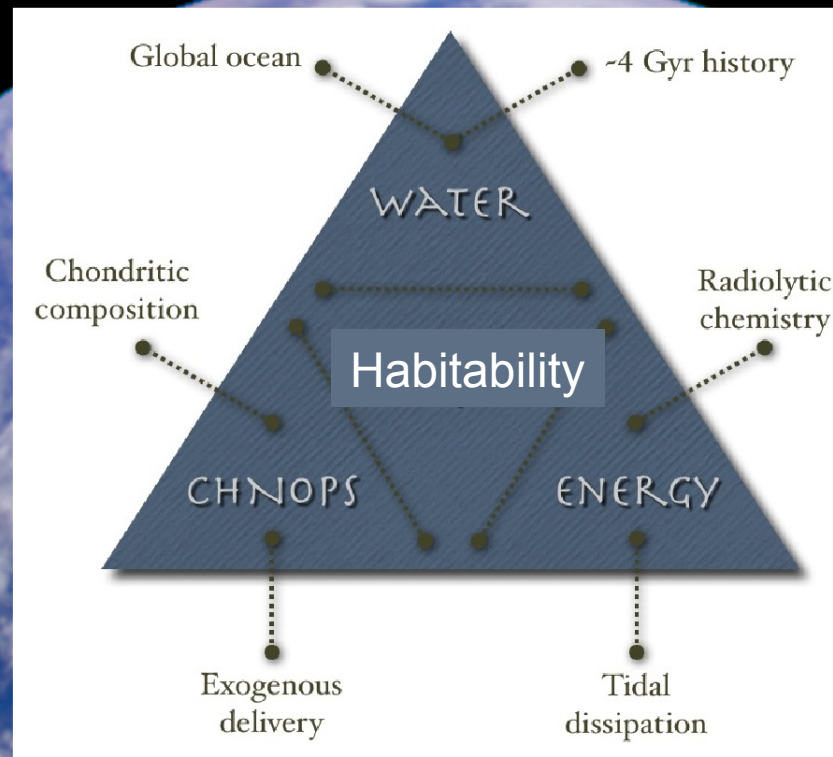 Global ocean
~4 Gyr history
WATER
Chondritic
composition
Radiolytic
chemistry
Habitability
CHNOPS
ENERGY
Exogenous
delivery
Tidal
dissipation